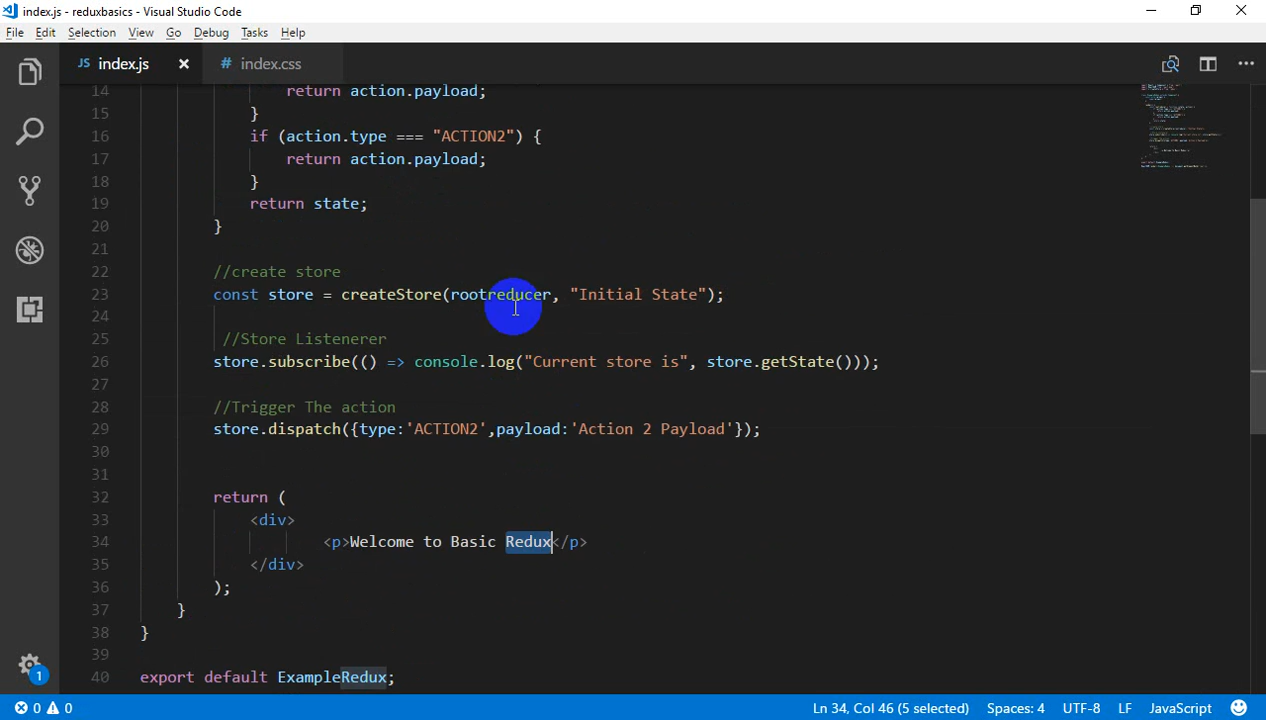 index.js - reduxbasics - Visual Studio Code
File Edit Selection View Go Debug Tasks Help
JS index.js # index.css
14 return action.payload;
15 }
16 if (action.type === "ACTION2") {
17 return action.payload;
18 }
19 return state;
20 }
21
22 //create store
23 const store = createStore(rootreducer, "Initial State");
24
25 //Store Listenerer
26 store.subscribe(() => console.log("Current store is", store.getState()));
27
28 //Trigger The action
29 store.dispatch({type:'ACTION2',payload:'Action 2 Payload'});
30
31
32 return (
33 <div>
34 <p>Welcome to Basic Redux</p>
35 </div>
36 );
37 }
38 }
39
40 export default ExampleRedux;
1
0 0 Ln 34, Col 46 (5 selected) Spaces: 4 UTF-8 LF JavaScript